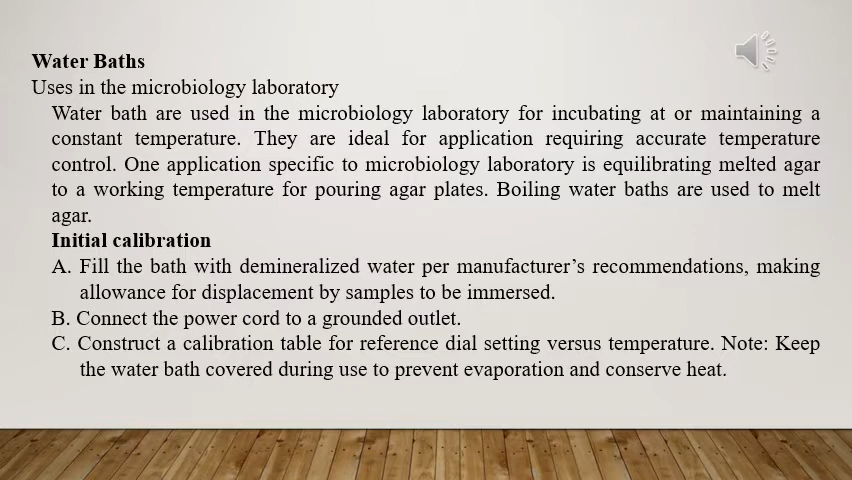 Water Baths
Uses in the microbiology laboratory
Water bath are used in the microbiology laboratory for incubating at or maintaining a
constant temperature. They are ideal for application requiring accurate temperature
control. One application specific to microbiology laboratory is equilibrating melted agar
to a working temperature for pouring agar plates. Boiling water baths are used to melt
agar.
Initial calibration
A. Fill the bath with demineralized water per manufacturer’s recommendations, making
allowance for displacement by samples to be immersed.
B. Connect the power cord to a grounded outlet.
C. Construct a calibration table for reference dial setting versus temperature. Note: Keep
the water bath covered during use to prevent evaporation and conserve heat.